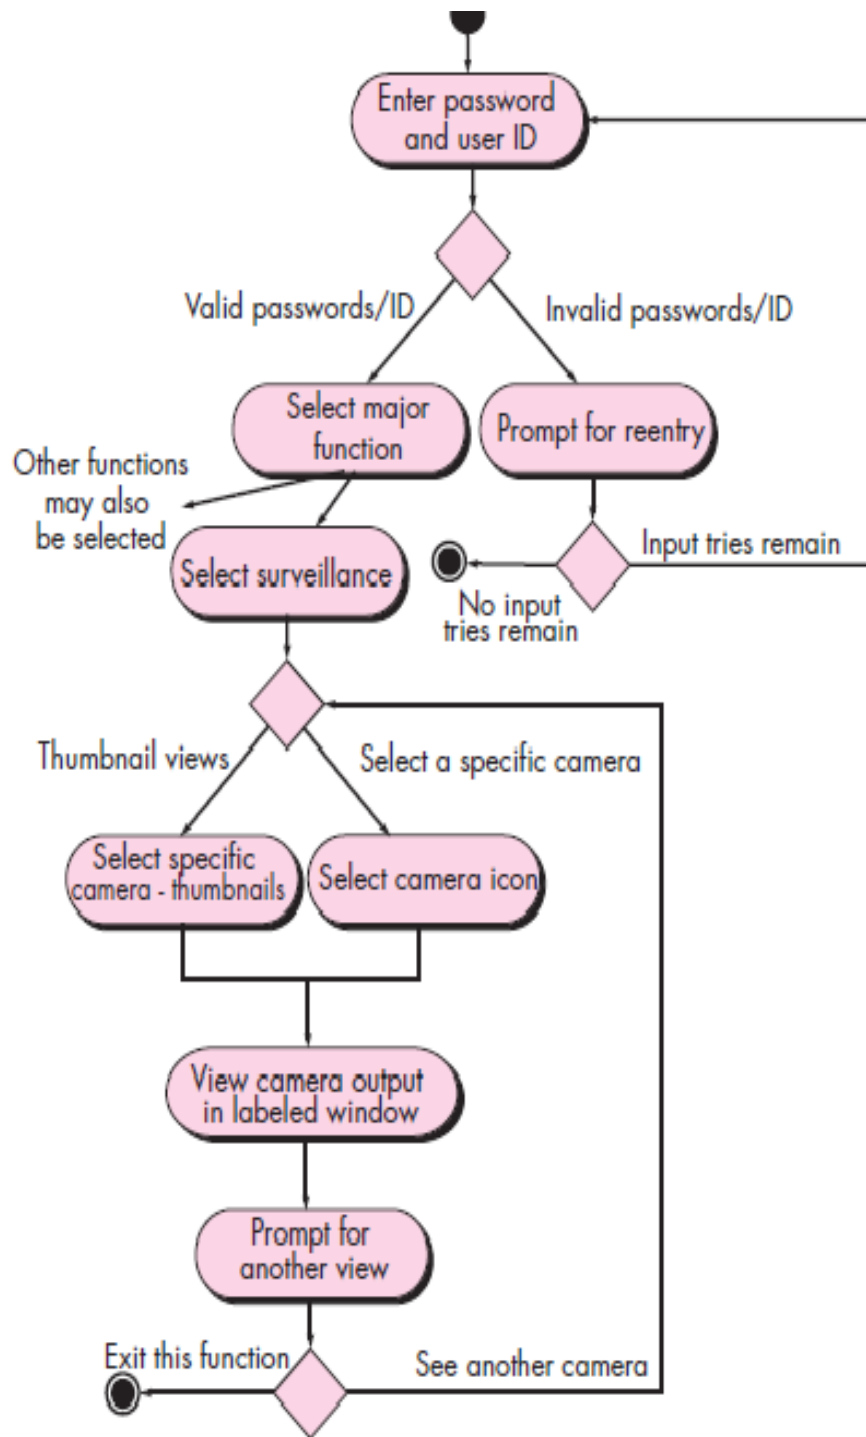 Enter password
and user ID
Valid passwords/ID
Invalid passwords/ID
Select major
function
Prompt for reentry
Other functions
may also
be selected
Select surveillance
Input tries remain
No input
tries remain
Thumbnail views
Select a specific camera
Select specific
camera - thumbnails
Select camera icon
View camera output
in labeled window
Prompt for
another view
Exit this function
See another camera